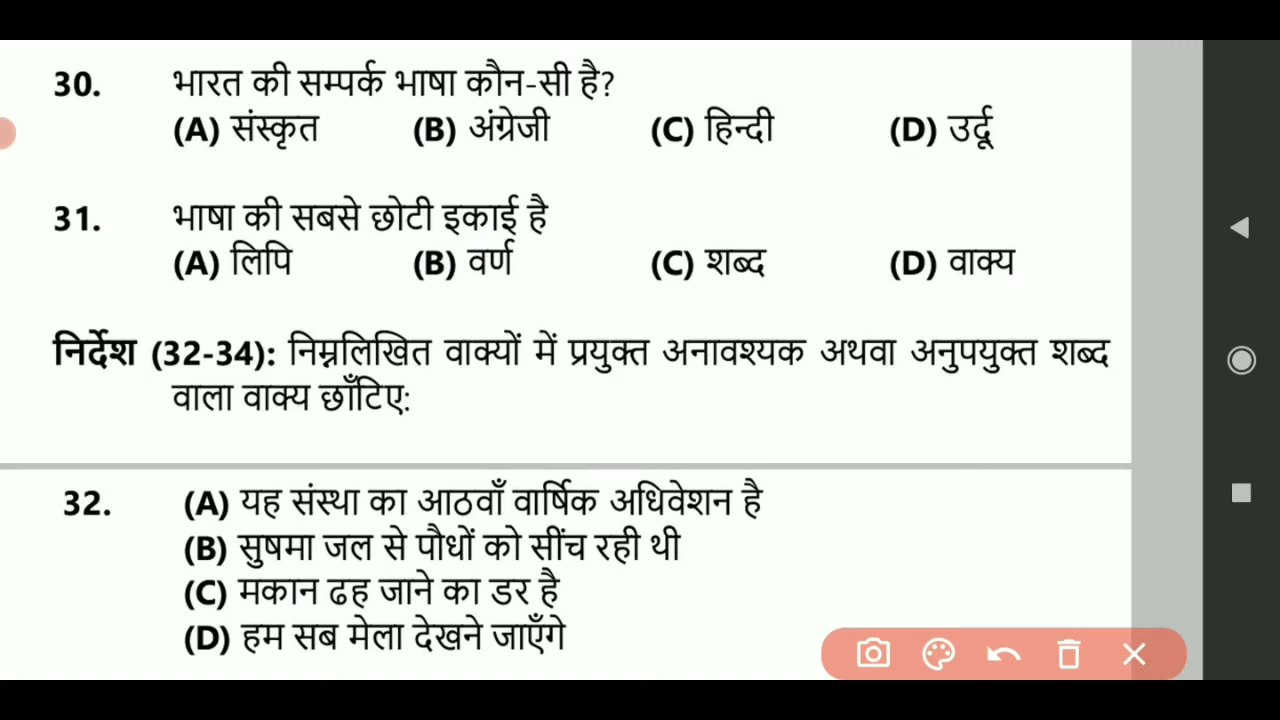 30. भारत की सम्पर्क भाषा कौन-सी है?
(A) संस्कृत (B) अंग्रेजी (C) हिन्दी (D) उर्दू
31. भाषा की सबसे छोटी इकाई है
(A) लिपि (B) वर्ण (C) शब्द (D) वाक्य
निर्देश (32-34): निम्नलिखित वाक्यों में प्रयुक्त अनावश्यक अथवा अनुपयुक्त शब्द
वाला वाक्य छाँटिए:
32. (A) यह संस्था का आठवाँ वार्षिक अधिवेशन है
(B) सुषमा जल से पौधों को सींच रही थी
(C) मकान ढह जाने का डर है
(D) हम सब मेला देखने जाएँगे